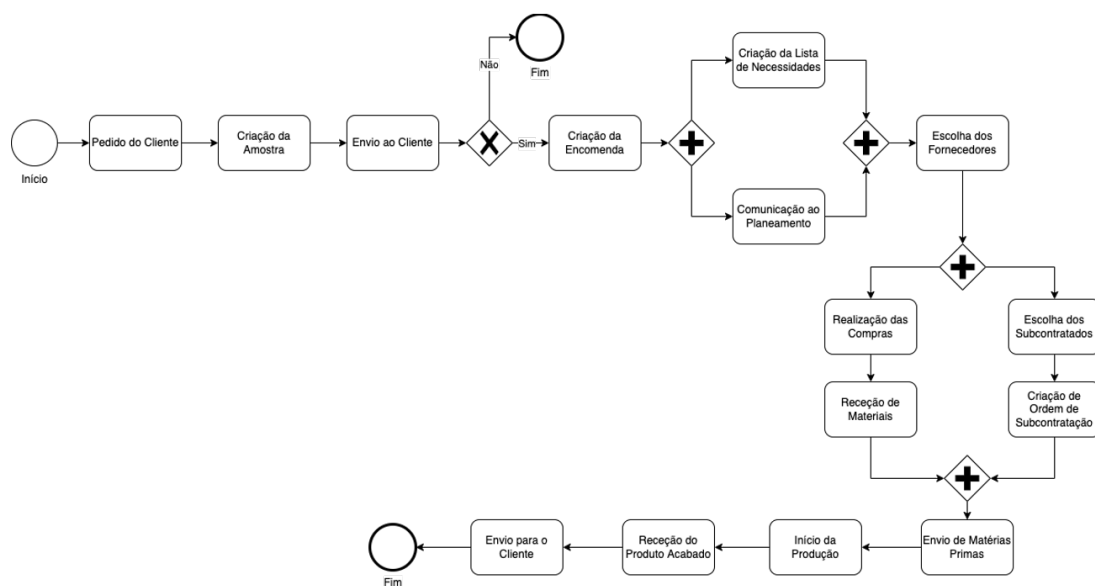 Início
Pedido do Cliente
Criação da
Amostra
Envio ao Cliente
Não
Fim
Sim
Criação da
Encomenda
Criação da Lista
de Necessidades
Comunicação ao
Planeamento
Escolha dos
Fornecedores
Realização das
Compras
Escolha dos
Subcontratados
Receção de
Materiais
Criação de
Ordem de
Subcontratação
Envio de Matérias
Primas
Início da
Produção
Receção do
Produto Acabado
Envio para o
Cliente
Fim